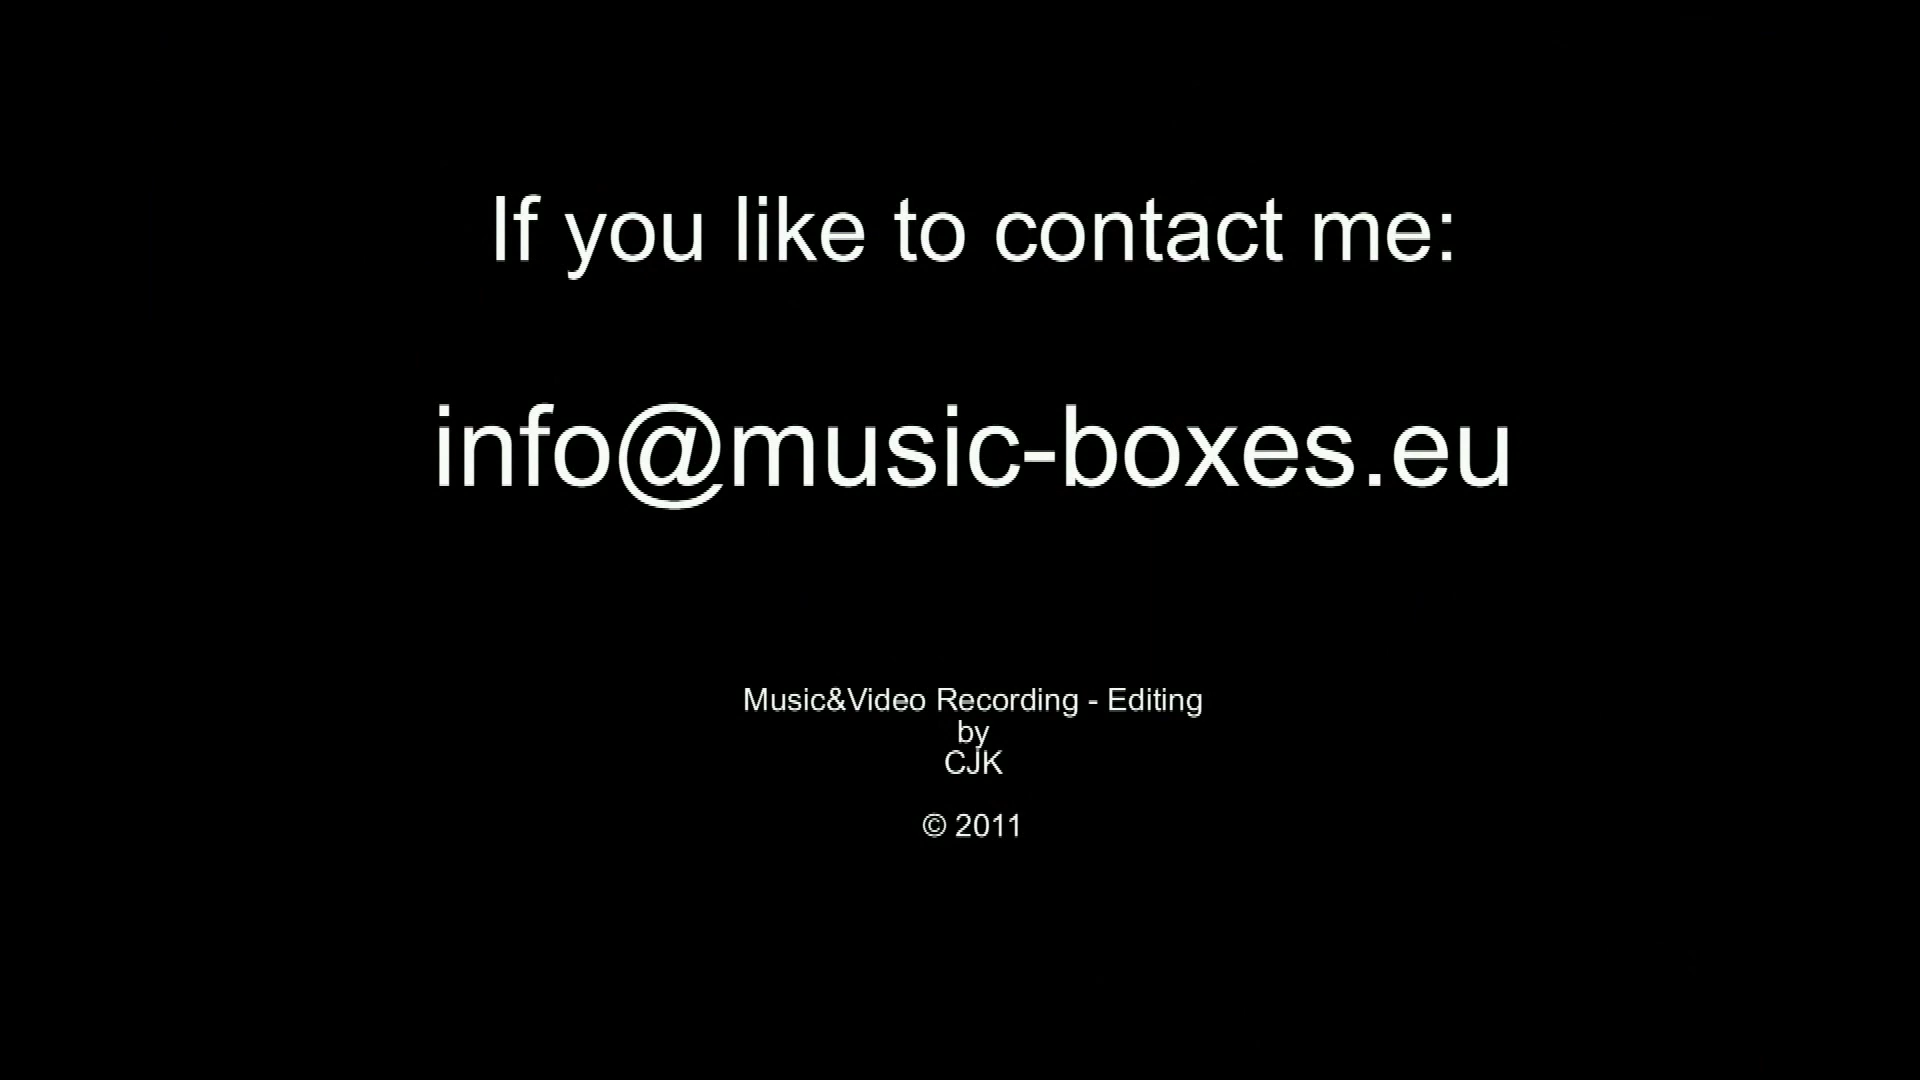 If you like to contact me:
info@music-boxes.eu
Music&Video Recording - Editing
by
CJK
© 2011